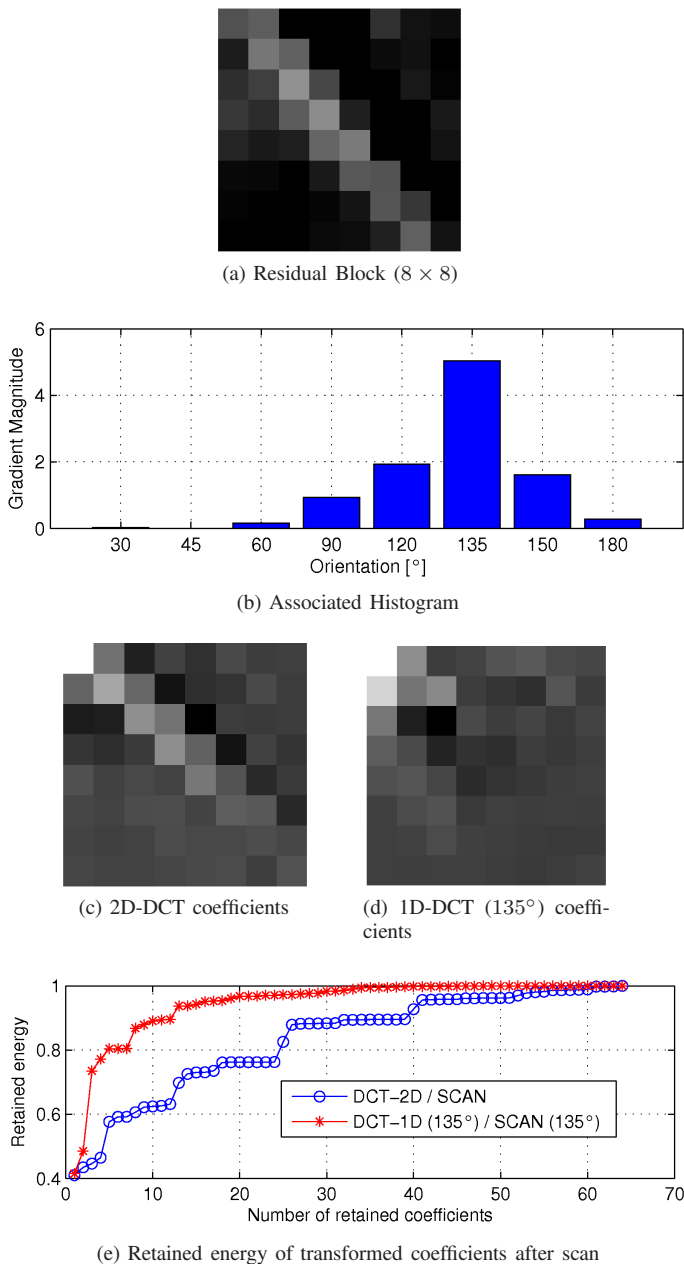 (a) Residual Block (8 × 8)
6
4
2
0
Gradient Magnitude
30 45 60 90 120 135 150 180
Orientation [°]
(b) Associated Histogram
(c) 2D-DCT coefficients
(d) 1D-DCT (135°) coeffi-
cients
1
0.8
0.6
0.4
Retained energy
DCT−2D / SCAN
DCT−1D (135°) / SCAN (135°)
0 10 20 30 40 50 60 70
Number of retained coefficients
(e) Retained energy of transformed coefficients after scan